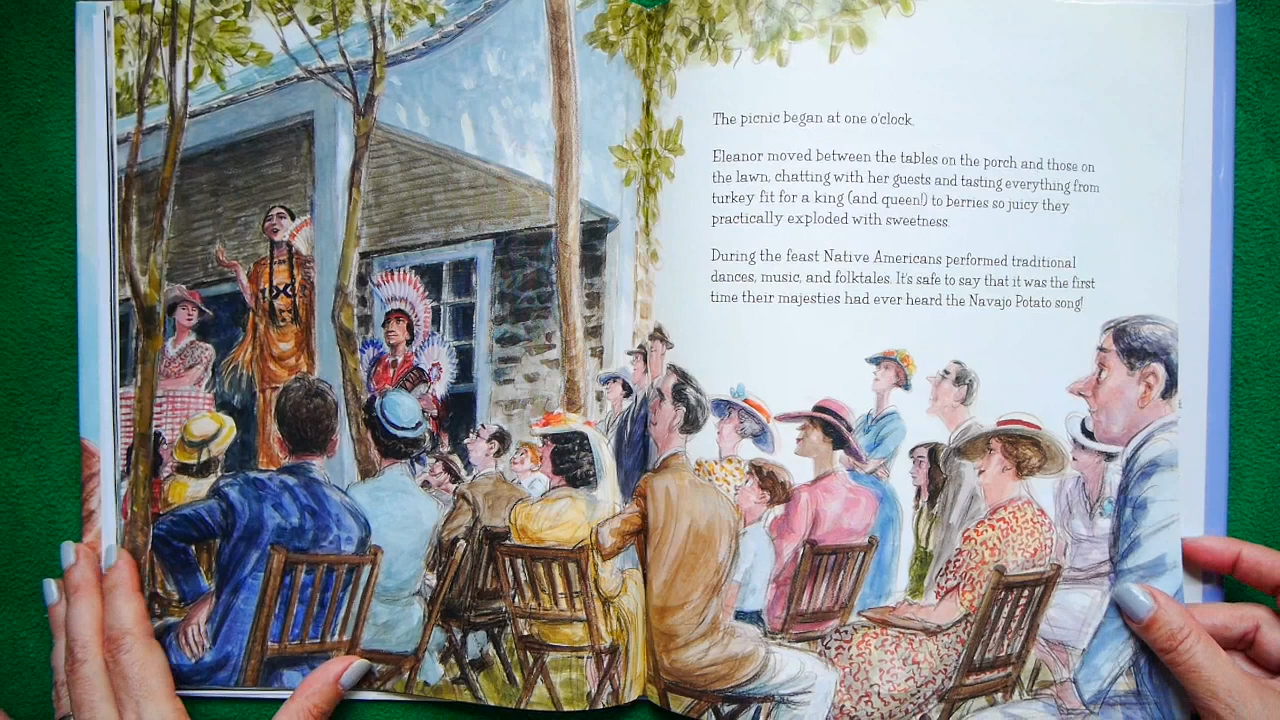 The picnic began at one o'clock.
Eleanor moved between the tables on the porch and those on
the lawn, chatting with her guests and tasting everything from
turkey fit for a king (and queen!) to berries so juicy they
practically exploded with sweetness.
During the feast Native Americans performed traditional
dances, music, and folktales. It's safe to say that it was the first
time their majesties had ever heard the Navajo Potato song!